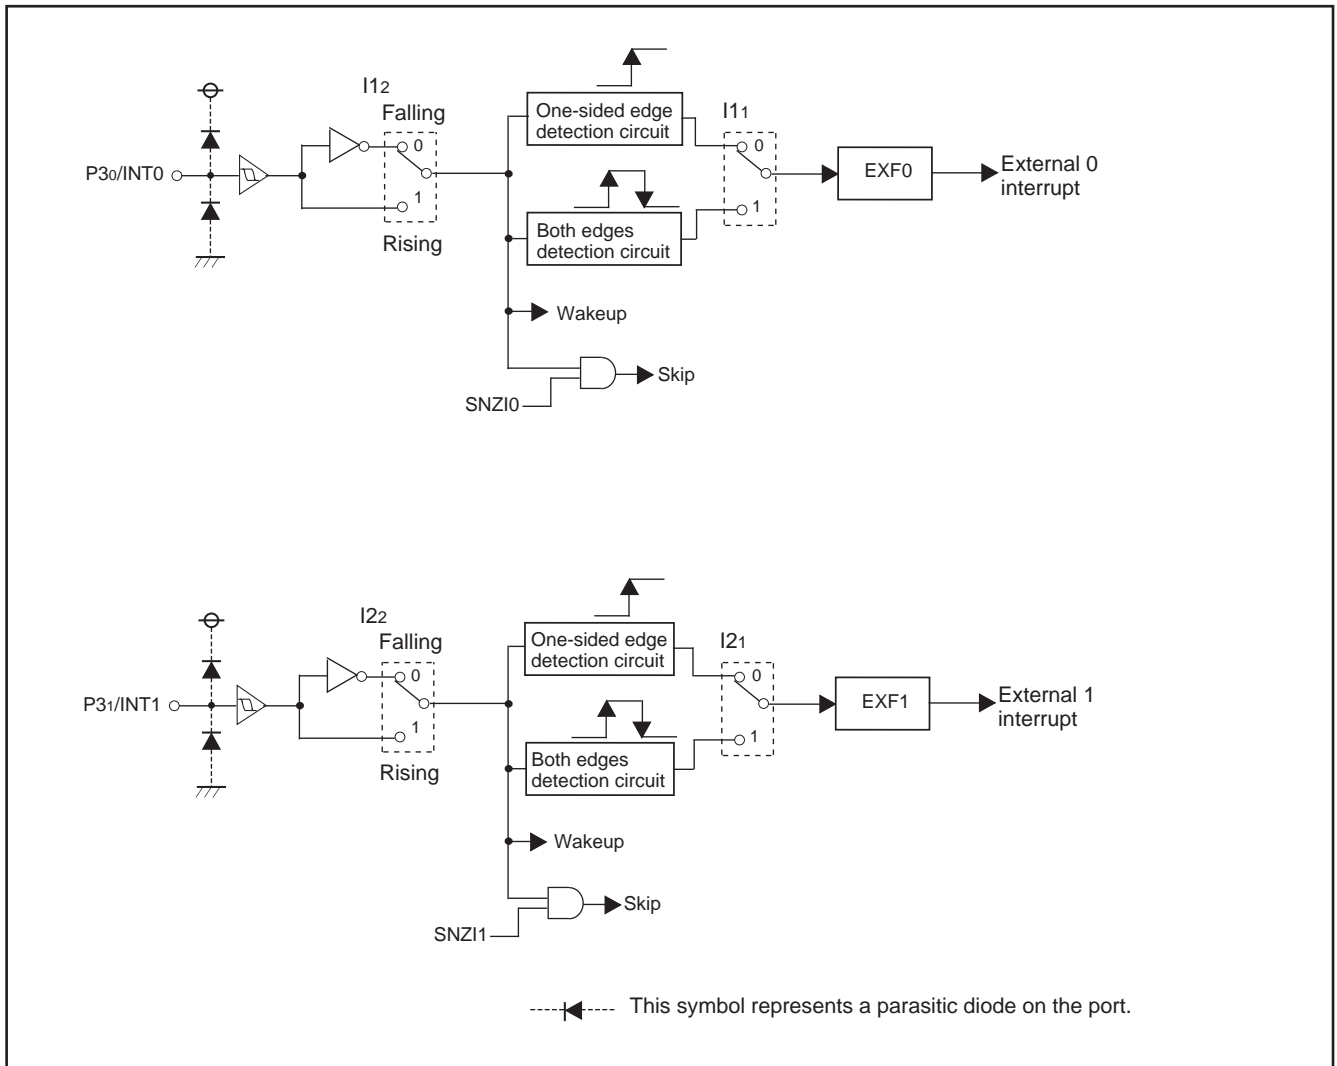 I12
Falling
0
1
Rising
P30/INT0
One-sided edge
detection circuit
Both edges
detection circuit
I11
0
1
EXF0
External 0
interrupt
Wakeup
SNZI0
Skip
I22
Falling
0
1
Rising
P31/INT1
One-sided edge
detection circuit
Both edges
detection circuit
I21
0
1
EXF1
External 1
interrupt
Wakeup
SNZI1
Skip
This symbol represents a parasitic diode on the port.